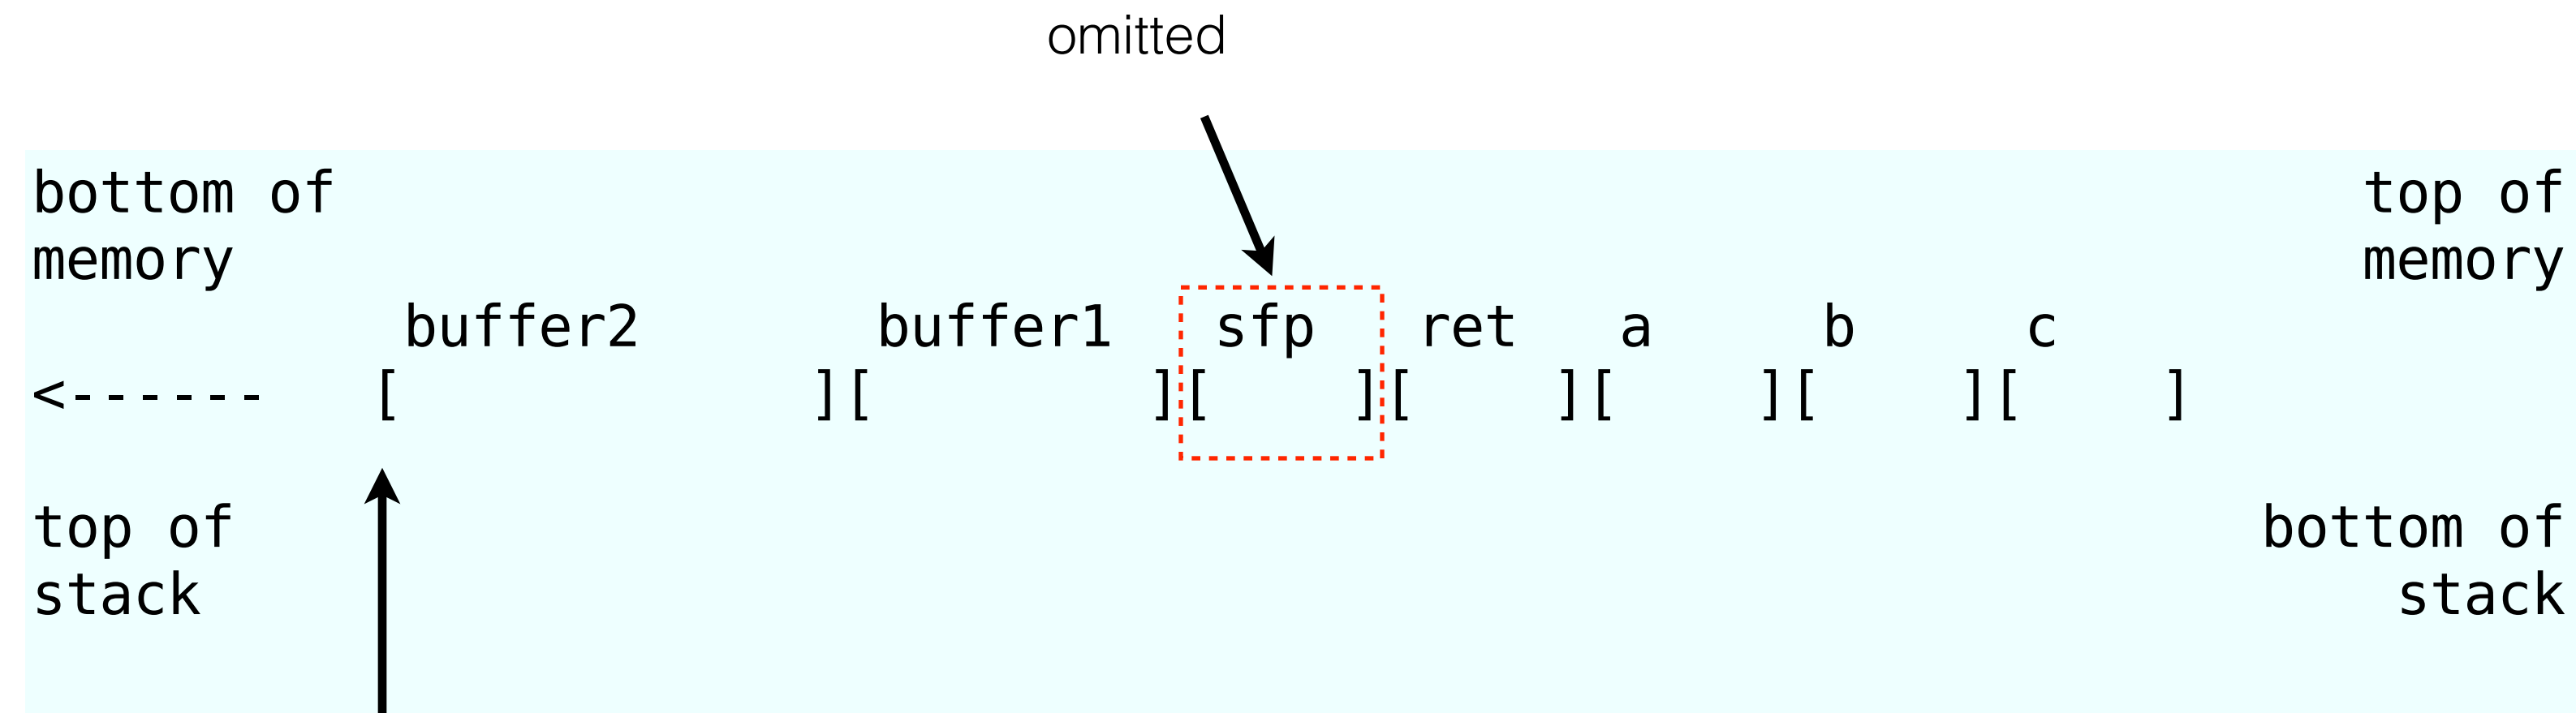 omitted
bottom of top of
memory memory
buffer2 buffer1 sfp ret a b c
<------ [ ][ ][ ][ ][ ][ ][ ]
top of bottom of
stack stack